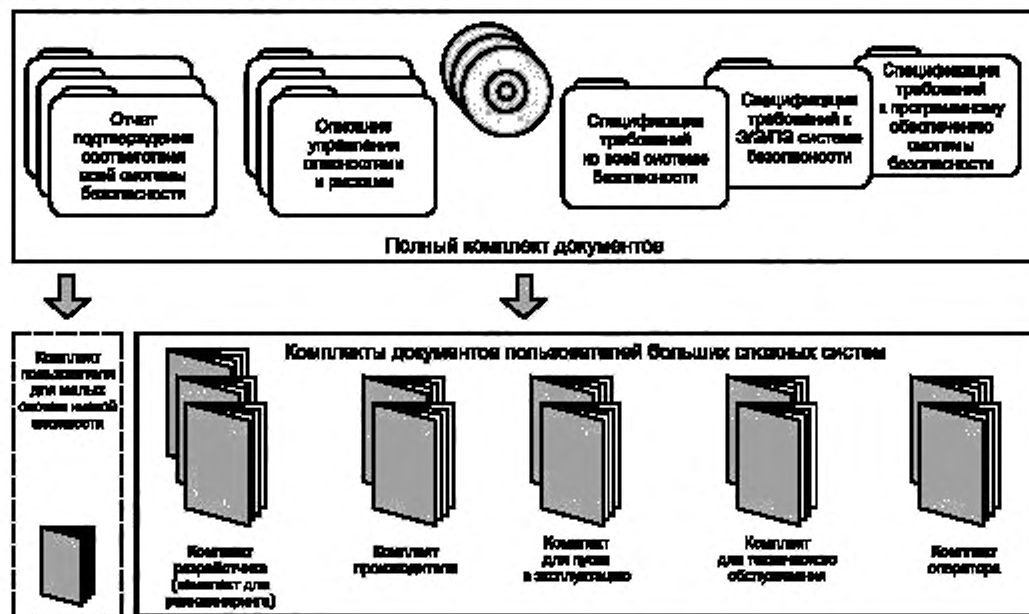 Отчет
подтверждения
соответствия
всей системы
безопасности
Описания
управления
опасностями
и рисками
Спецификация
требований
ко всей системе
безопасности
Спецификация
требований к
Э/Э/ПЭ системе
безопасности
Спецификация
требований
к программному
обеспечению
системы
безопасности
Полный комплект документов
Комплект
пользователя
для малых
систем низкой
сложности
Комплекты документов пользователей больших сложных систем
Комплект
разработчика
(комплект для
Комплект
производителя
Комплект
для пуска
в эксплуатацию
Комплект
для технического
обслуживания
Комплект
оператора